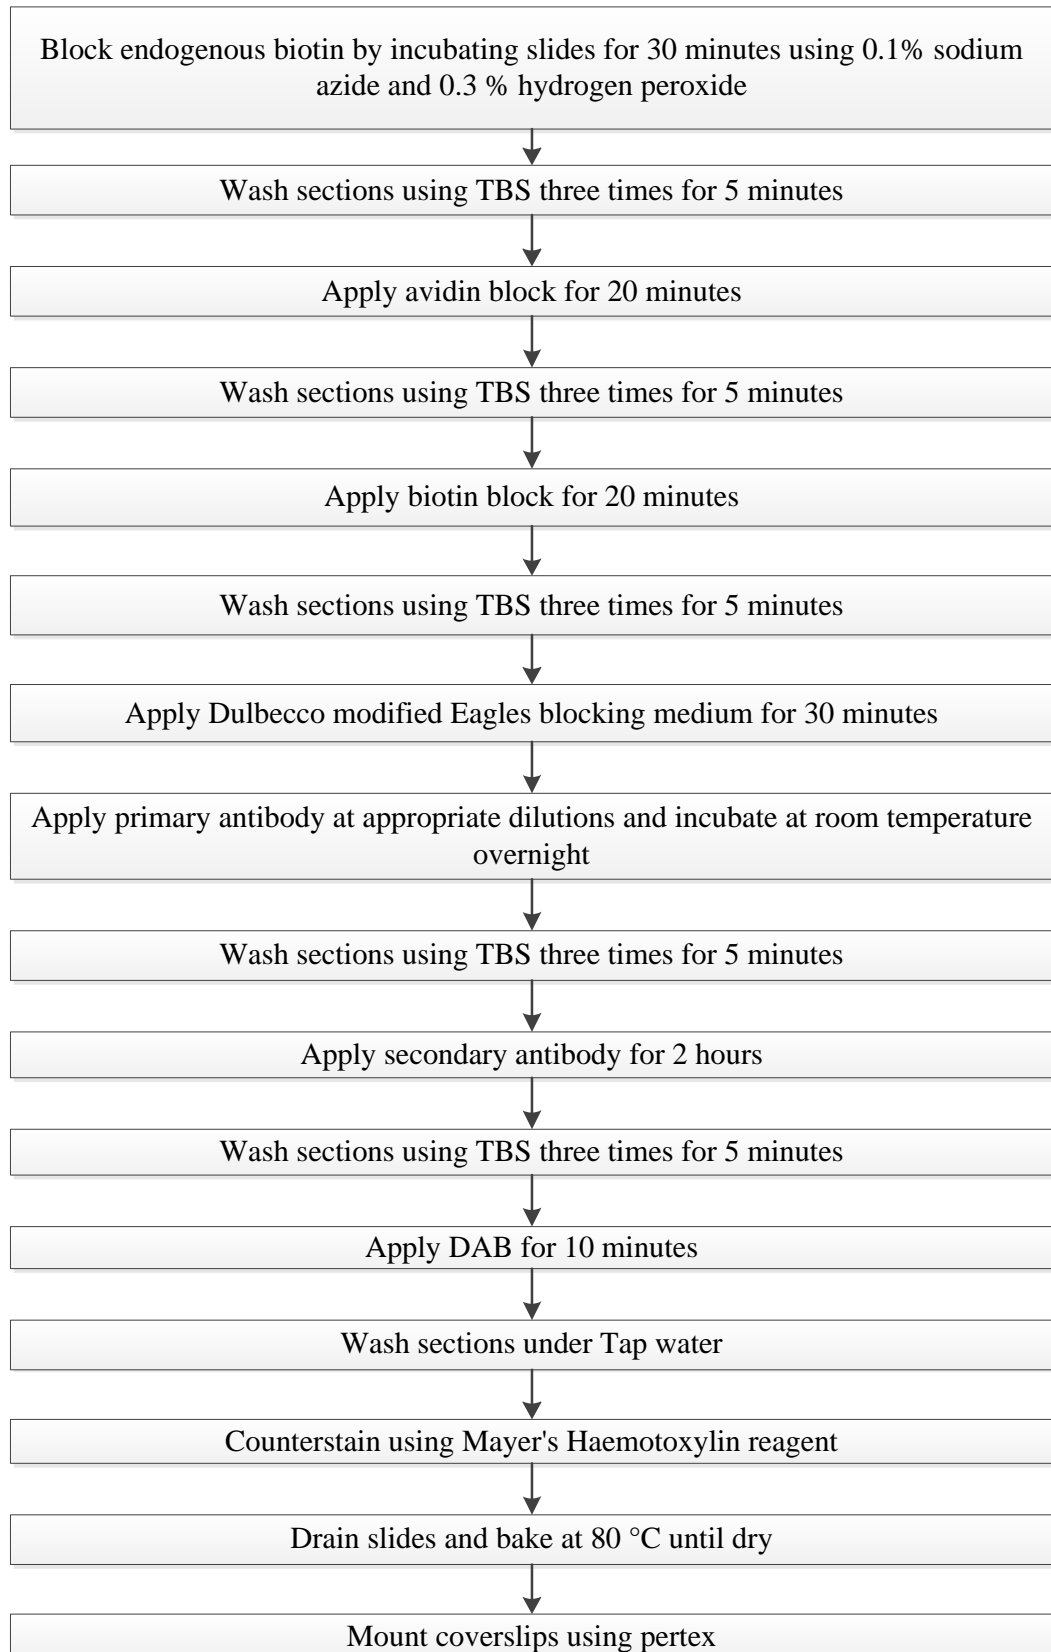 Block endogenous biotin by incubating slides for 30 minutes using 0.1% sodium
azide and 0.3 % hydrogen peroxide
Wash sections using TBS three times for 5 minutes
Apply avidin block for 20 minutes
Wash sections using TBS three times for 5 minutes
Apply biotin block for 20 minutes
Wash sections using TBS three times for 5 minutes
Apply Dulbecco modified Eagles blocking medium for 30 minutes
Apply primary antibody at appropriate dilutions and incubate at room temperature
overnight
Wash sections using TBS three times for 5 minutes
Apply secondary antibody for 2 hours
Wash sections using TBS three times for 5 minutes
Apply DAB for 10 minutes
Wash sections under Tap water
Counterstain using Mayer's Haemotoxylin reagent
Drain slides and bake at 80 °C until dry
Mount coverslips using pertex